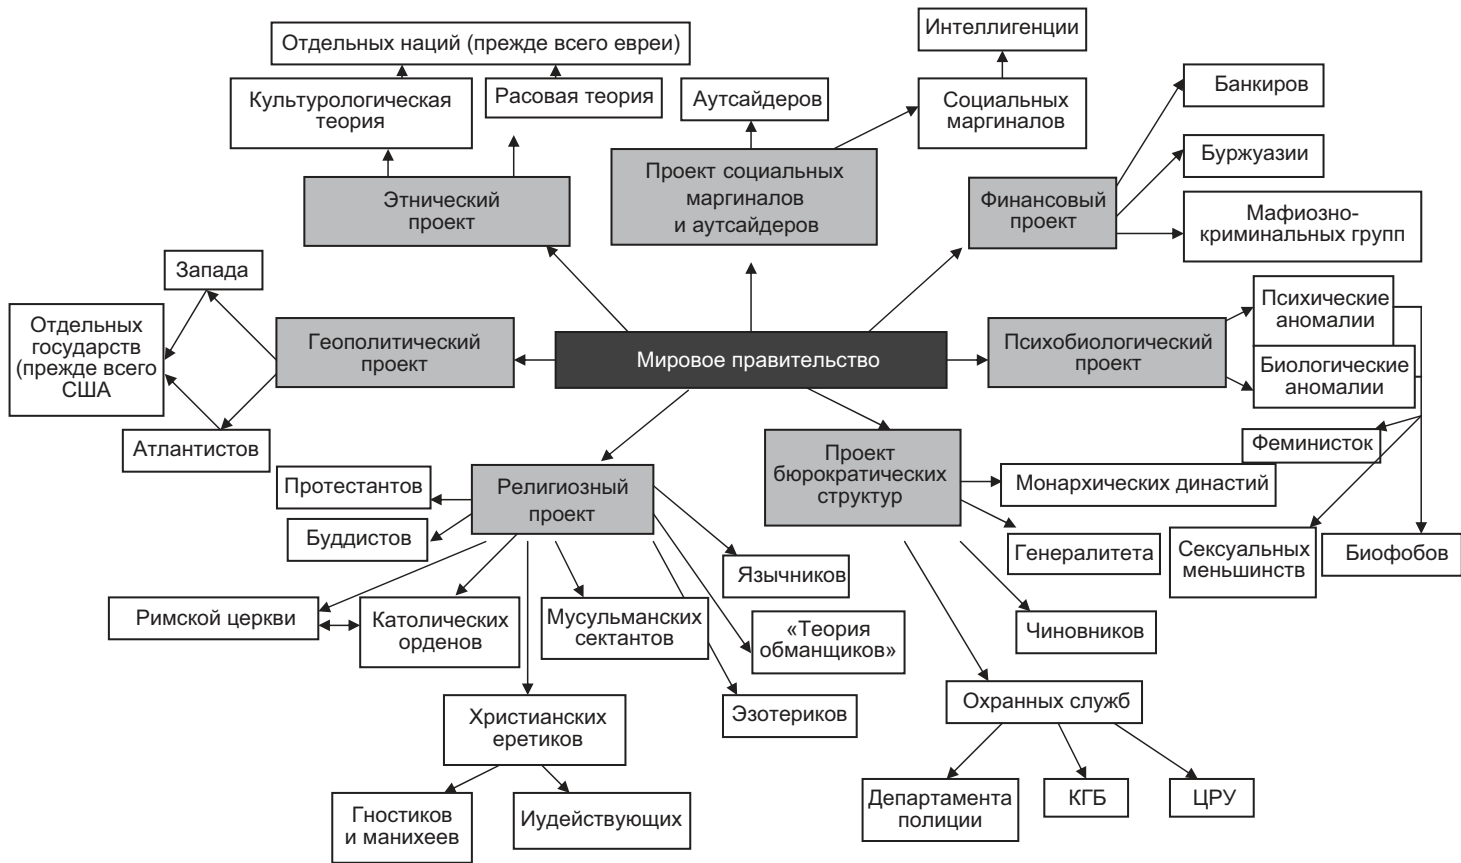 Интеллигенции
Отдельных наций (прежде всего евреи)
Культурологическая
теория
Расовая теория
Аутсайдеров
Социальных
маргиналов
Банкиров
Буржуазии
Мафиозно-
криминальных групп
Этнический
проект
Проект социальных
маргиналов
и аутсайдеров
Финансовый
проект
Запада
Отдельных
государств
(прежде всего
США
Атлантистов
Геополитический
проект
Мировое правительство
Психобиологический
проект
Психические
аномалии
Биологические
аномалии
Феминисток
Сексуальных
меньшинств
Биофобов
Протестантов
Буддистов
Религиозный
проект
Проект
бюрократических
структур
Монархических династий
Генералитета
Чиновников
Римской церкви
Католических
орденов
Мусульманских
сектантов
Язычников
«Теория
обманщиков»
Эзотериков
Христианских
еретиков
Гностиков
и манихеев
Иудействующих
Охранных служб
Департамента
полиции
КГБ
ЦРУ